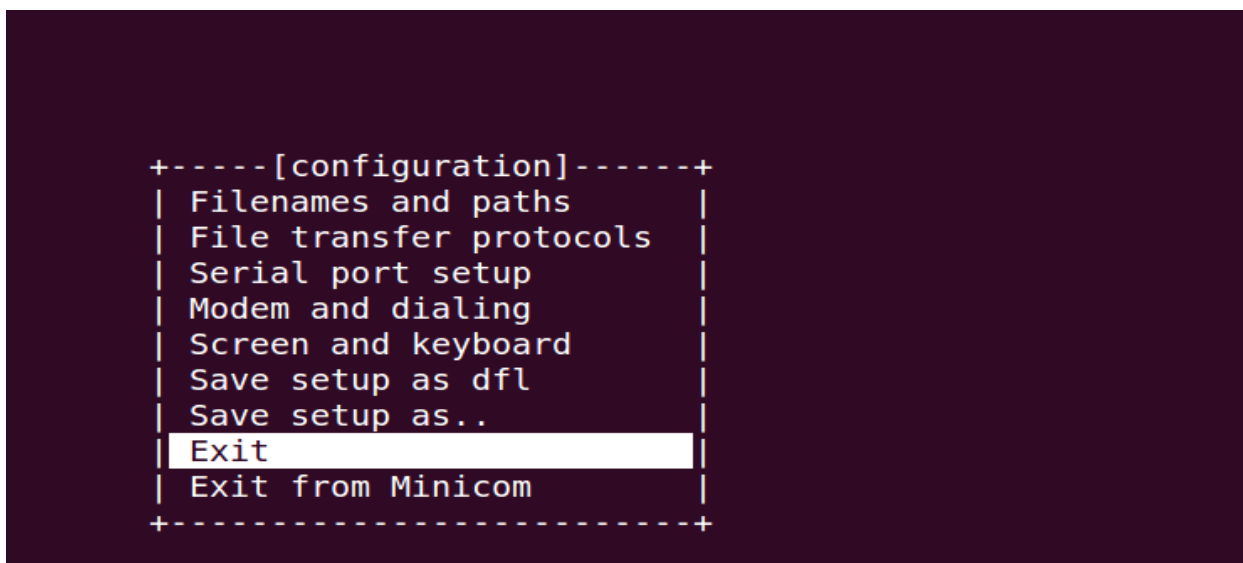 +-----[configuration]------+
| Filenames and paths      |
| File transfer protocols  |
| Serial port setup        |
| Modem and dialing        |
| Screen and keyboard      |
| Save setup as dfl        |
| Save setup as..          |
| Exit                     |
| Exit from Minicom        |
+--------------------------+